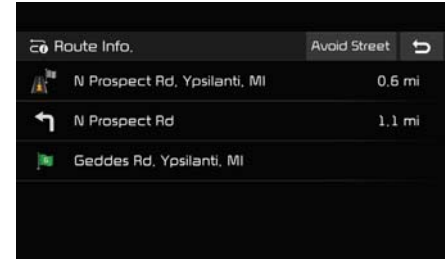 Route Info.
Avoid Street
N Prospect Rd, Ypsilanti, MI
0.6 mi
N Prospect Rd
1.1 mi
Geddes Rd, Ypsilanti, MI